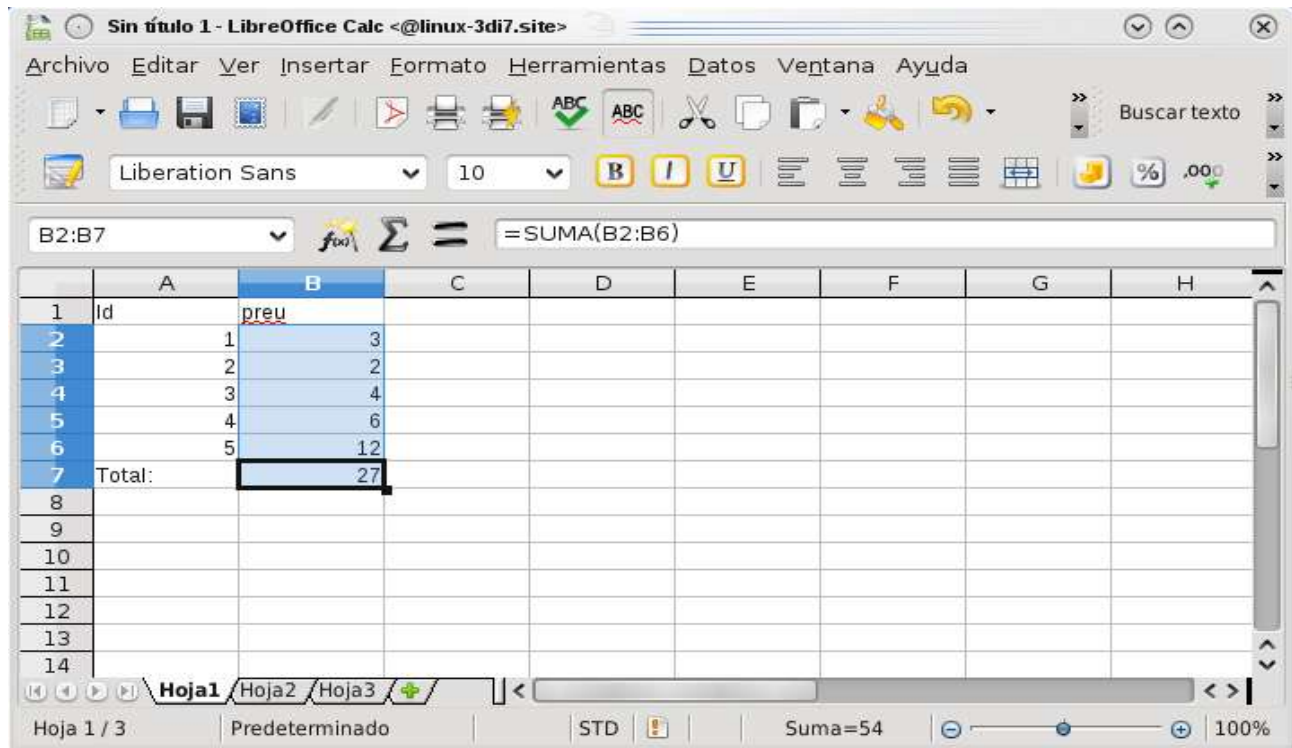 Sin título 1 - LibreOffice Calc <@linux-3di7.site>
Archivo Editar Ver Insertar Formato Herramientas Datos Ventana Ayuda
ABC ABC » Buscar texto »
Liberation Sans 10 B I U % ,000 »
B2:B7 f(x) Σ = =SUMA(B2:B6)
A B C D E F G H
1 Id preu
2 1 3
3 2 2
4 3 4
5 4 6
6 5 12
7 Total: 27
8
9
10
11
12
13
14
Hoja1 Hoja2 Hoja3
Hoja 1 / 3 Predeterminado STD Suma=54 100%